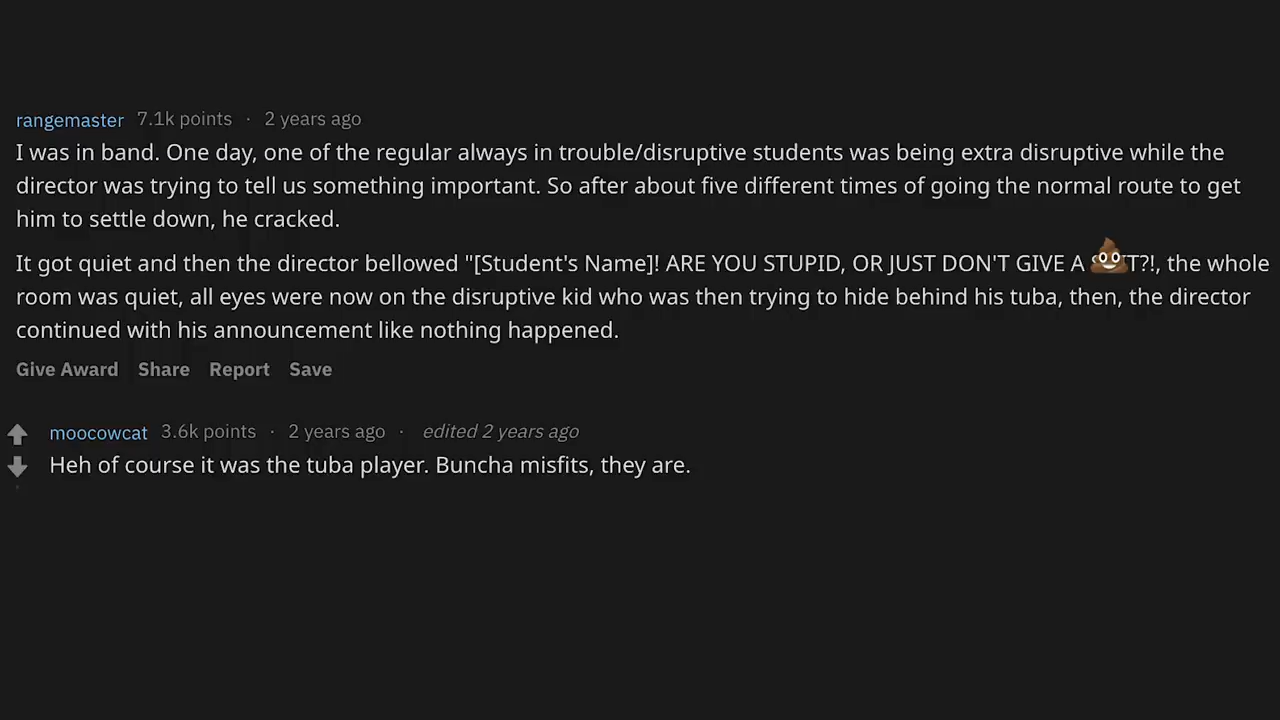 rangemaster 7.1k points · 2 years ago
I was in band. One day, one of the regular always in trouble/disruptive students was being extra disruptive while the
director was trying to tell us something important. So after about five different times of going the normal route to get
him to settle down, he cracked.
It got quiet and then the director bellowed "[Student's Name]! ARE YOU STUPID, OR JUST DON'T GIVE A 💩T?!, the whole
room was quiet, all eyes were now on the disruptive kid who was then trying to hide behind his tuba, then, the director
continued with his announcement like nothing happened.
Give Award Share Report Save
moocowcat 3.6k points · 2 years ago · edited 2 years ago
Heh of course it was the tuba player. Buncha misfits, they are.